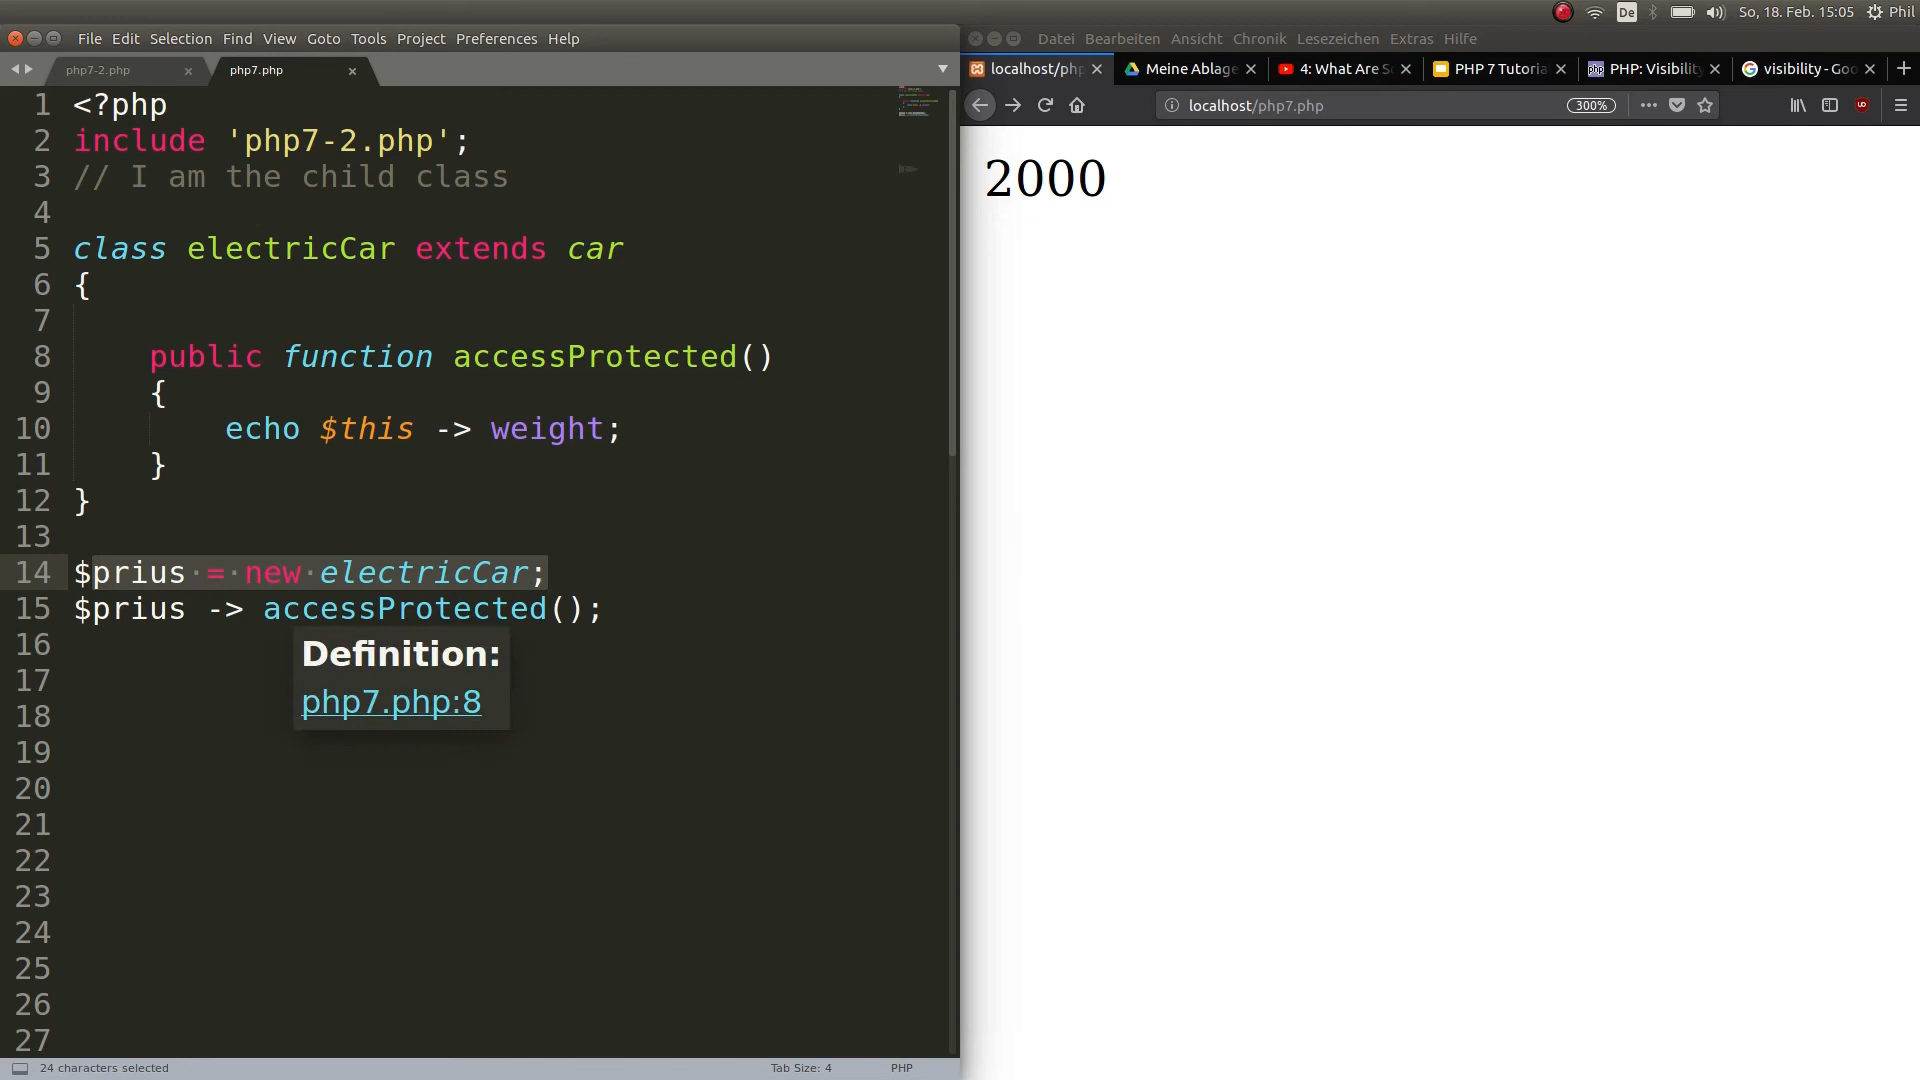 De
So, 18. Feb. 15:05
Phil
File Edit Selection Find View Goto Tools Project Preferences Help
Datei Bearbeiten Ansicht Chronik Lesezeichen Extras Hilfe
php7-2.php
php7.php
localhost/php
Meine Ablage
4: What Are Sc
PHP 7 Tutoria
php
PHP: Visibility
visibility - Goo
localhost/php7.php
300%
1 <?php
2 include 'php7-2.php';
3 // I am the child class
4
5 class electricCar extends car
6 {
7
8 public function accessProtected()
9 {
10 echo $this -> weight;
11 }
12 }
13
14 $prius = new electricCar;
15 $prius -> accessProtected();
16
17
18
19
20
21
22
23
24
25
26
27
Definition:
php7.php:8
2000
24 characters selected
Tab Size: 4
PHP